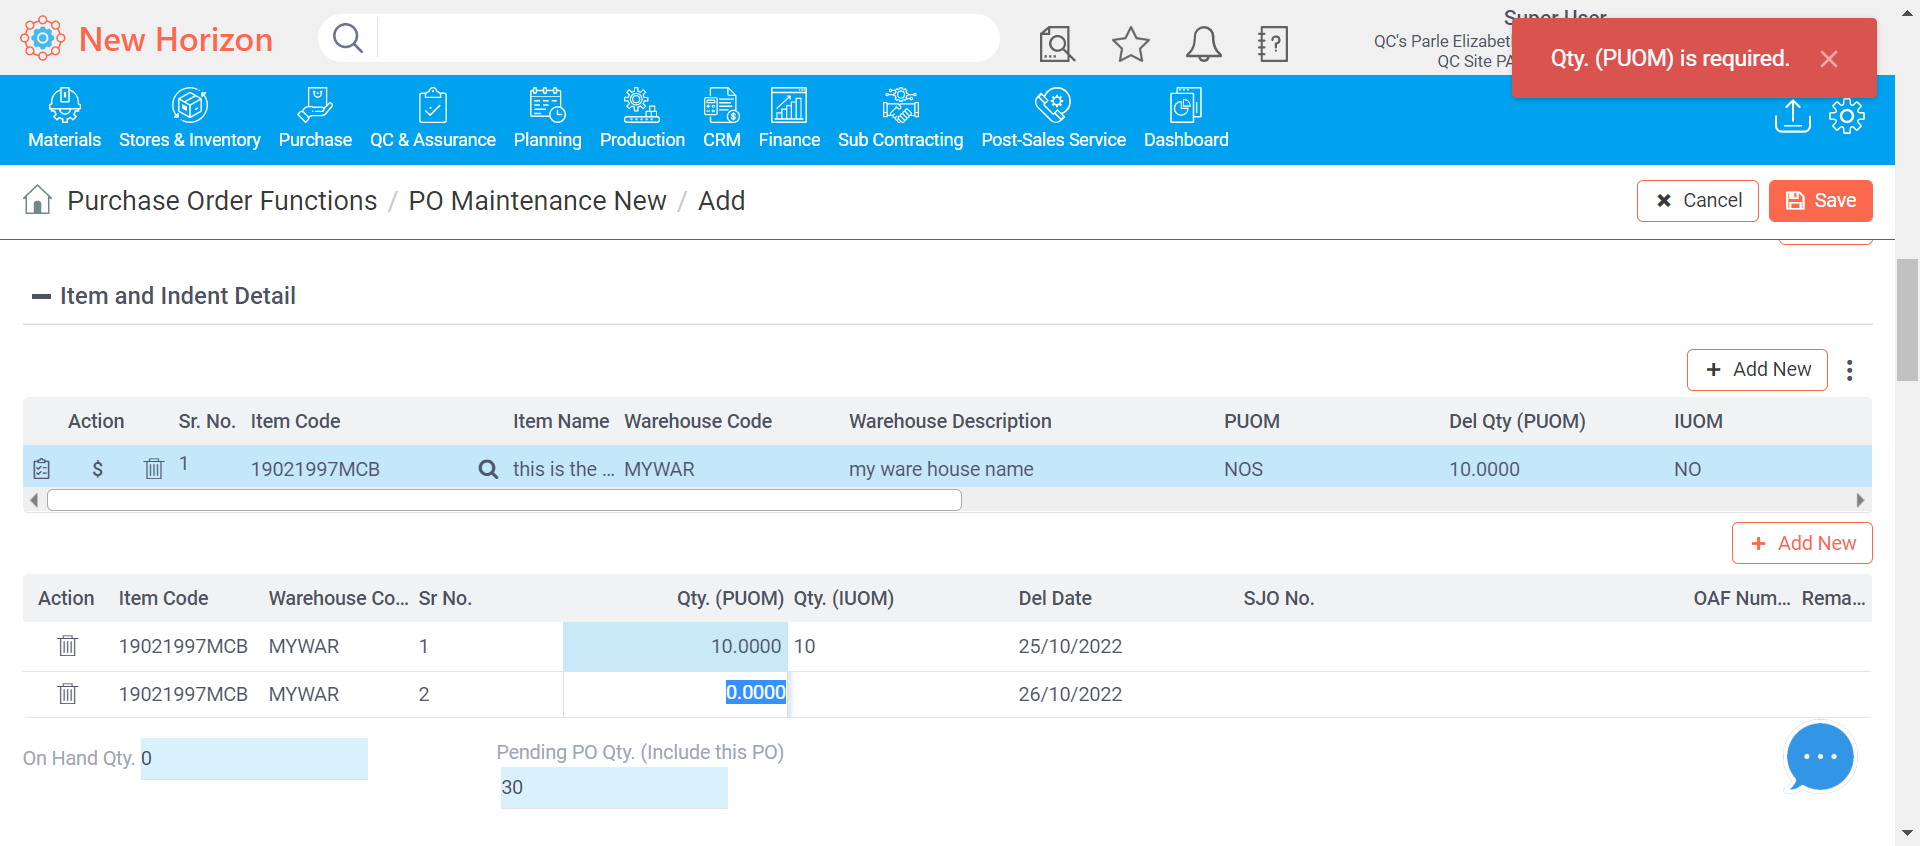 New Horizon
Super User
QC's Parle Elizabet
QC Site PA
Qty. (PUOM) is required.
Materials
Stores & Inventory
Purchase
QC & Assurance
Planning
Production
CRM
Finance
Sub Contracting
Post-Sales Service
Dashboard
Purchase Order Functions / PO Maintenance New / Add
Cancel
Save
Item and Indent Detail
Add New
Action Sr. No. Item Code Item Name Warehouse Code Warehouse Description PUOM Del Qty (PUOM) IUOM
1 19021997MCB this is the ... MYWAR my ware house name NOS 10.0000 NO
Add New
Action Item Code Warehouse Co... Sr No. Qty. (PUOM) Qty. (IUOM) Del Date SJO No. OAF Num... Rema...
19021997MCB MYWAR 1 10.0000 10 25/10/2022
19021997MCB MYWAR 2 0.0000 26/10/2022
On Hand Qty. 0
Pending PO Qty. (Include this PO)
30